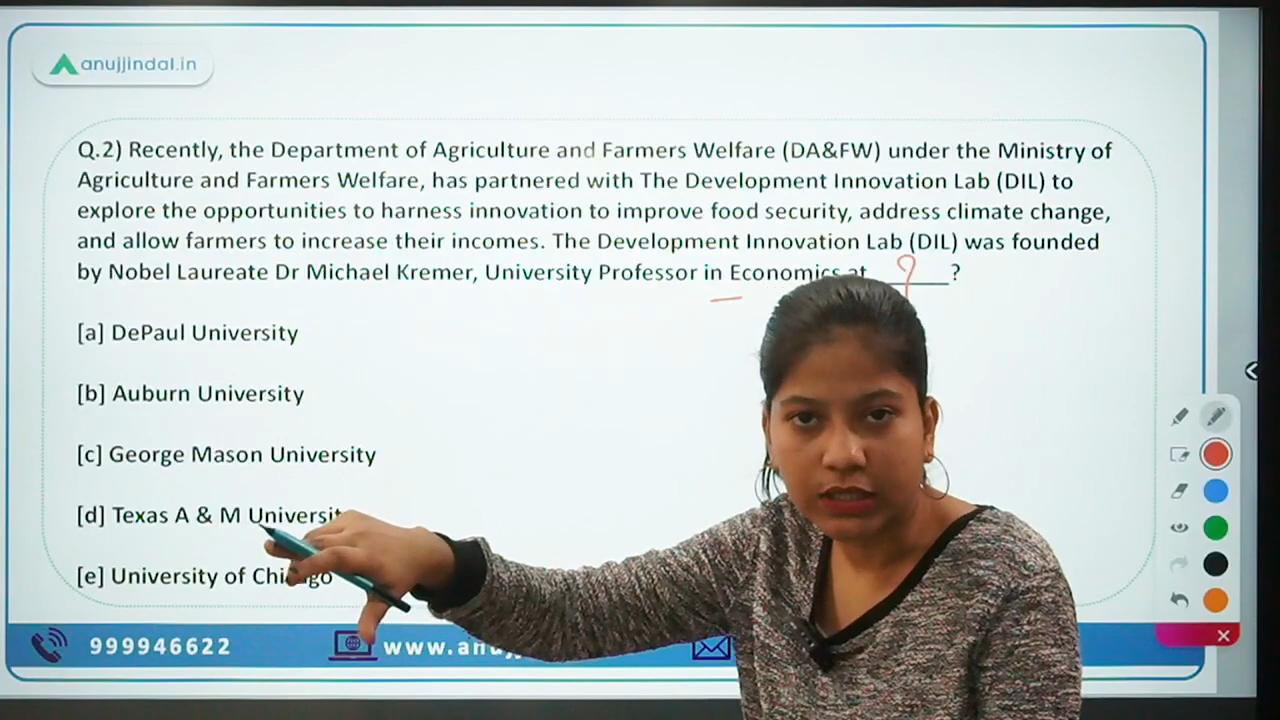 anujjindal.in
Q.2) Recently, the Department of Agriculture and Farmers Welfare (DA&FW) under the Ministry of
Agriculture and Farmers Welfare, has partnered with The Development Innovation Lab (DIL) to
explore the opportunities to harness innovation to improve food security, address climate change,
and allow farmers to increase their incomes. The Development Innovation Lab (DIL) was founded
by Nobel Laureate Dr Michael Kremer, University Professor in Economics at ______?
[a] DePaul University
[b] Auburn University
[c] George Mason University
[d] Texas A & M
[e] University of
999946622